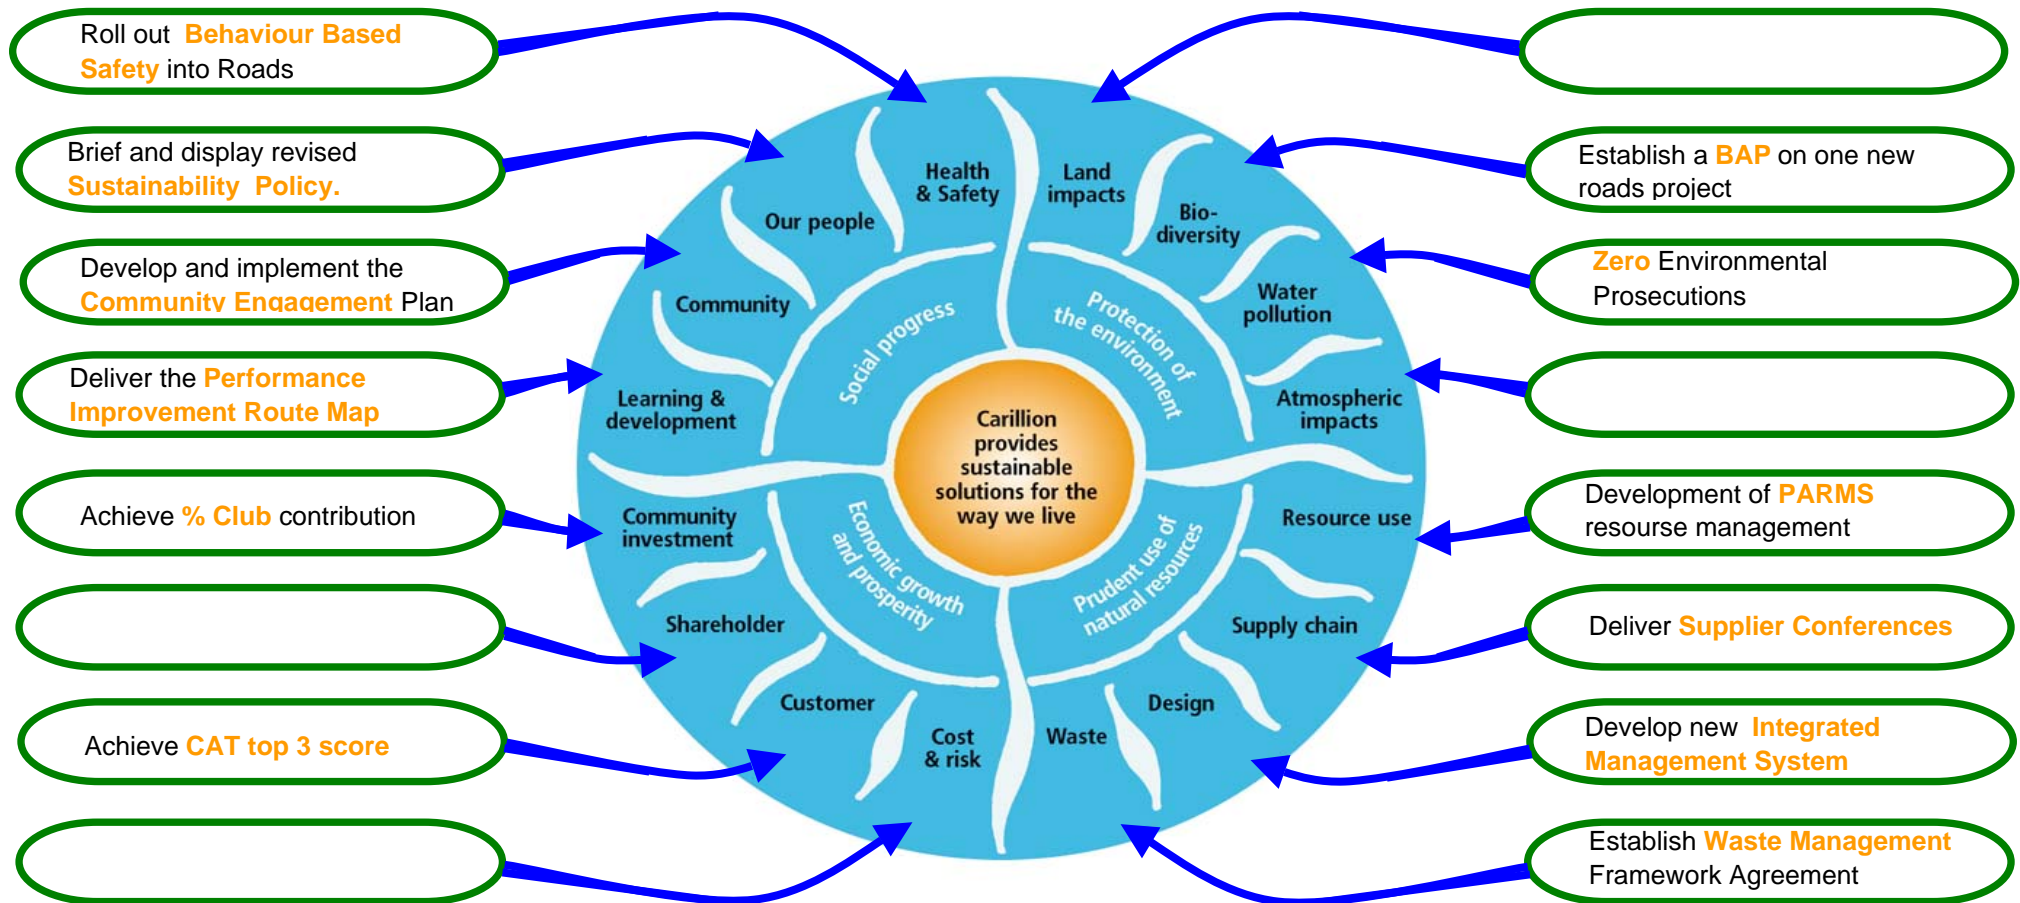 Roll out Behaviour Based
Safety into Roads
Brief and display revised
Sustainability Policy.
Develop and implement the
Community Engagement Plan
Deliver the Performance
Improvement Route Map
Achieve % Club contribution
Achieve CAT top 3 score
Health
& Safety
Our people
Community
Learning &
development
Community
investment
Shareholder
Customer
Cost
& risk
Land
impacts
Bio-
diversity
Water
pollution
Atmospheric
impacts
Resource use
Supply chain
Design
Waste
Social progress
Protection of
the environment
Economic growth
and prosperity
Prudent use of
natural resources
Carillion
provides
sustainable
solutions for the
way we live
Establish a BAP on one new
roads project
Zero Environmental
Prosecutions
Development of PARMS
resourse management
Deliver Supplier Conferences
Develop new Integrated
Management System
Establish Waste Management
Framework Agreement